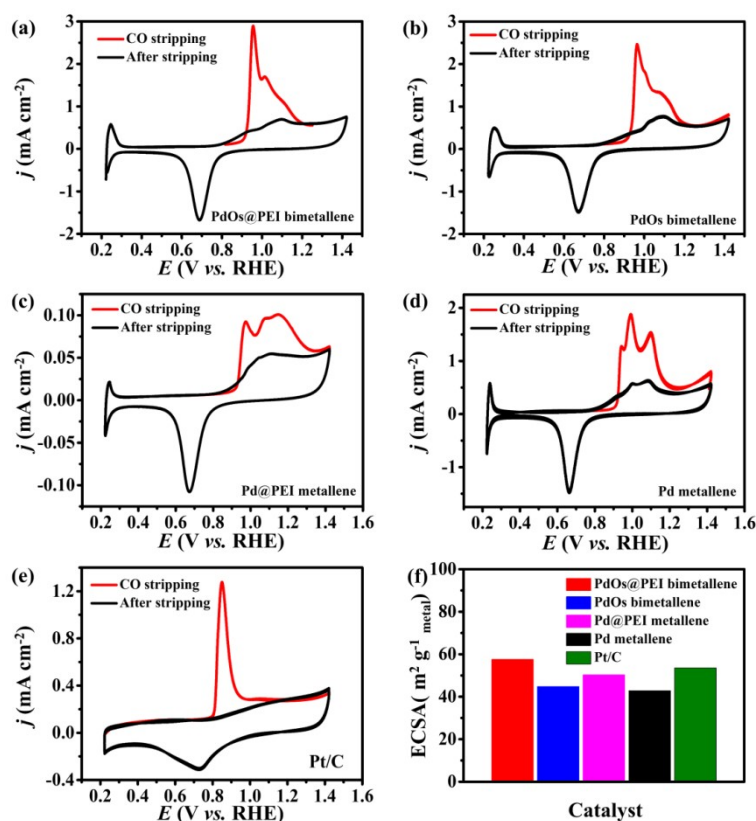 (a)
CO stripping
After stripping
j (mA cm⁻²)
3
2
1
0
-1
-2
0.2 0.4 0.6 0.8 1.0 1.2 1.4
E (V vs. RHE)
PdOs@PEI bimetallene
(b)
CO stripping
After stripping
j (mA cm⁻²)
3
2
1
0
-1
-2
0.2 0.4 0.6 0.8 1.0 1.2 1.4
E (V vs. RHE)
PdOs bimetallene
(c)
CO stripping
After stripping
j (mA cm⁻²)
0.10
0.05
0.00
-0.05
-0.10
0.2 0.4 0.6 0.8 1.0 1.2 1.4 1.6
E (V vs. RHE)
Pd@PEI metallene
(d)
CO stripping
After stripping
j (mA cm⁻²)
2
1
0
-1
0.2 0.4 0.6 0.8 1.0 1.2 1.4 1.6
E (V vs. RHE)
Pd metallene
(e)
CO stripping
After stripping
j (mA cm⁻²)
1.2
0.8
0.4
0.0
-0.4
0.2 0.4 0.6 0.8 1.0 1.2 1.4 1.6
E (V vs. RHE)
Pt/C
(f)
PdOs@PEI bimetallene
PdOs bimetallene
Pd@PEI metallene
Pd metallene
Pt/C
ECSA( m² g⁻¹ metal)
100
80
60
40
20
0
Catalyst